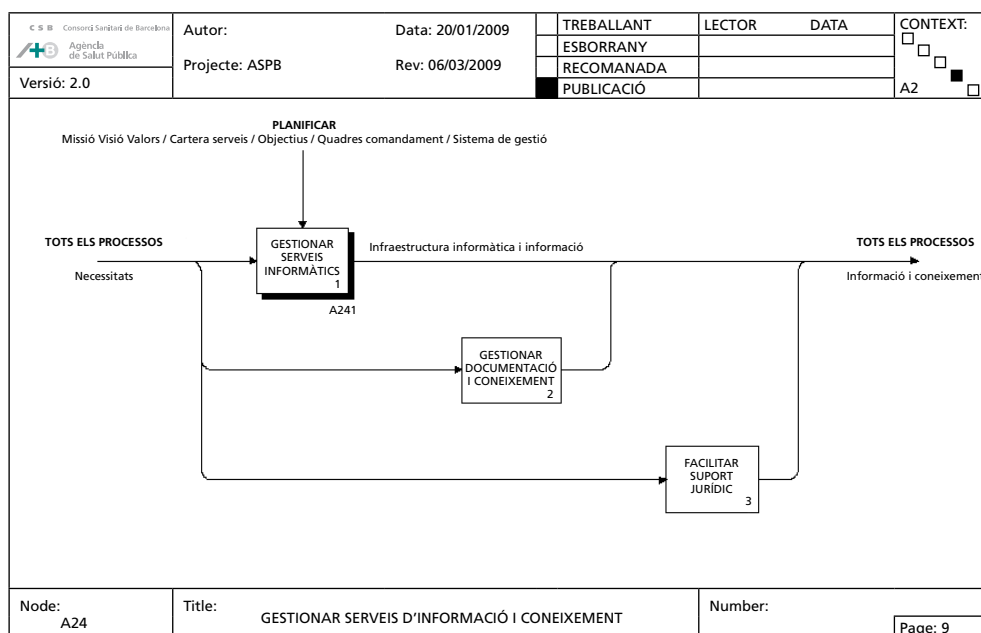 C S B Consorci Sanitari de Barcelona
Agència
de Salut Pública
Versió: 2.0
Autor:
Data: 20/01/2009
Projecte: ASPB
Rev: 06/03/2009
TREBALLANT
LECTOR
DATA
ESBORRANY
RECOMANADA
PUBLICACIÓ
CONTEXT:
A2
PLANIFICAR
Missió Visió Valors / Cartera serveis / Objectius / Quadres comandament / Sistema de gestió
TOTS ELS PROCESSOS
Necessitats
GESTIONAR
SERVEIS
INFORMÀTICS
1
A241
Infraestructura informàtica i informació
TOTS ELS PROCESSOS
Informació i coneixement
GESTIONAR
DOCUMENTACIÓ
I CONEIXEMENT
2
FACILITAR
SUPORT
JURÍDIC
3
Node:
A24
Title:
GESTIONAR SERVEIS D'INFORMACIÓ I CONEIXEMENT
Number:
Page: 9